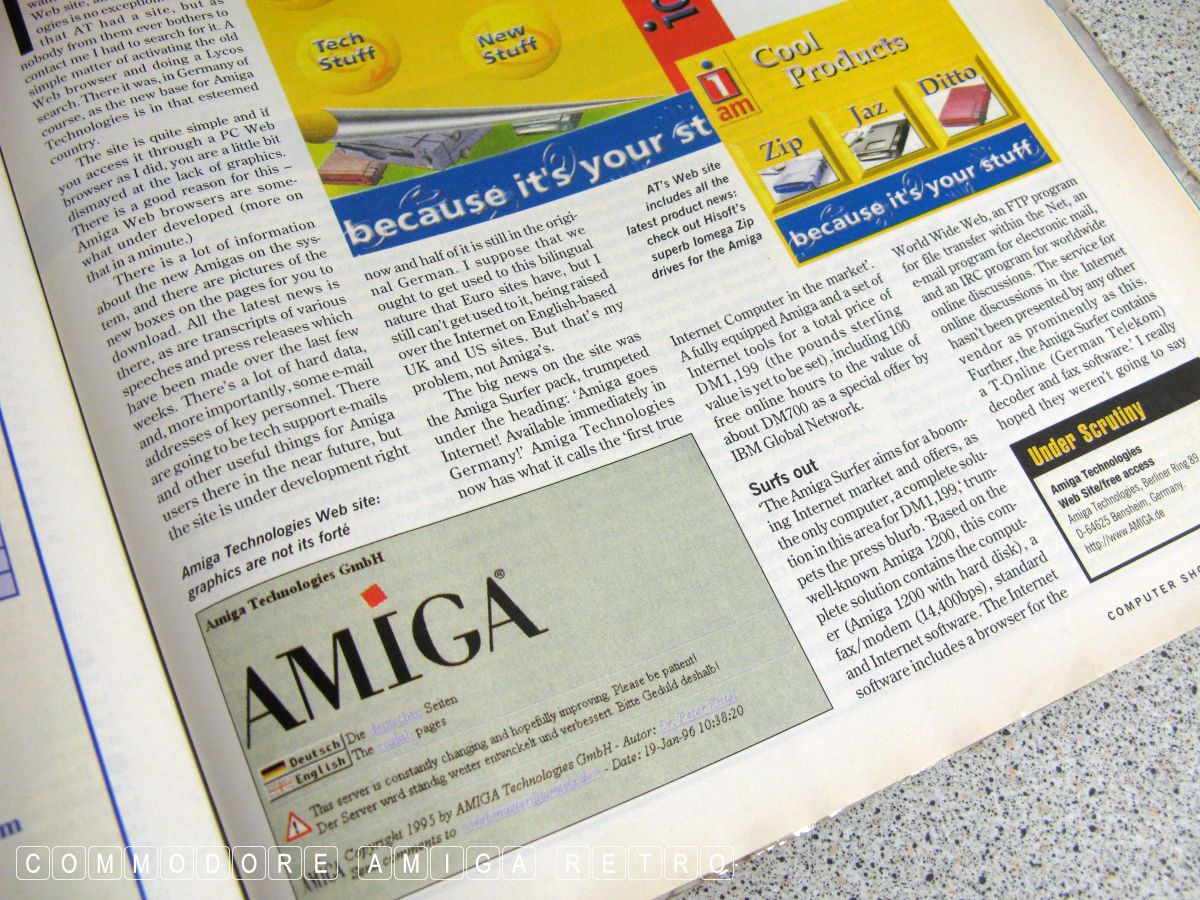 Web site, an
ogies is no exception.
that AT had a site, but as
nobody from them ever bothers to
contact me I had to search for it. A
simple matter of activating the old
Web browser and doing a Lycos
search. There it was, in Germany of
course, as the new base for Amiga
Technologies is in that esteemed
country.
The site is quite simple and if
you access it through a PC Web
browser as I did, you are a little bit
dismayed at the lack of graphics.
There is a good reason for this –
Amiga Web browsers are some-
what under developed (more on
that in a minute.)
There is a lot of information
about the new Amigas on the sys-
tem, and there are pictures of the
new boxes on the pages for you to
download. All the latest news is
there, as are transcripts of various
speeches and press releases which
have been made over the last few
weeks. There's a lot of hard data,
and, more importantly, some e-mail
addresses of key personnel. There
are going to be tech support e-mails
and other useful things for Amiga
users there in the near future, but
the site is under development right
Tech
Stuff
New
Stuff
because it's your st
i
am
Cool
Products
Zip
Jaz
Ditto
because it's your stuff
AT's Web site
includes all the
latest product news:
check out Hisoft's
superb Iomega Zip
drives for the Amiga
now and half of it is still in the origi-
nal German. I suppose that we
ought to get used to this bilingual
nature that Euro sites have, but I
still can't get used to it, being raised
over the Internet on English-based
UK and US sites. But that's my
problem, not Amiga's.
The big news on the site was
the Amiga Surfer pack, trumpeted
under the heading: 'Amiga goes
Internet! Available immediately in
Germany!' Amiga Technologies
now has what it calls the 'first true
Internet Computer in the market'.
A fully equipped Amiga and a set of
Internet tools for a total price of
DM1,199 (the pounds sterling
value is yet to be set), including 100
free online hours to the value of
about DM700 as a special offer by
IBM Global Network.
Surfs out
'The Amiga Surfer aims for a boom-
ing Internet market and offers, as
the only computer, a complete solu-
tion in this area for DM1,199,' trum-
pets the press blurb. 'Based on the
well-known Amiga 1200, this com-
plete solution contains the comput-
er (Amiga 1200 with hard disk), a
fax/modem (14,400bps), standard
and Internet software. The Internet
software includes a browser for the
World Wide Web, an FTP program
for file transfer within the Net, an
e-mail program for electronic mail,
and an IRC program for worldwide
online discussions. The service for
online discussions in the Internet
hasn't been presented by any other
vendor as prominently as this.
Further, the Amiga Surfer contains
a T-Online (German Telekom)
decoder and fax software.' I really
hoped they weren't going to say
Under Scrutiny
Amiga Technologies
Web Site/free access
Amiga Technologies, Berliner Ring 89
D-64625 Bensheim, Germany.
http://www.AMIGA.de
COMPUTER SHO
Amiga Technologies Web site:
graphics are not its forté
Amiga Technologies GmbH
AMIGA®
Deutsch Die deutschen Seiten
English The english pages
This server is constantly changing and hopefully improving. Please be patient!
Der Server wird ständig weiter entwickelt und verbessert. Bitte Geduld deshalb!
Copyright 1995 by AMIGA Technologies GmbH - Autor: Dr. Peter Kittel
comments to <webmaster@amiga.de> - Date: 19-Jan-96 10:38:20
COMMODORE AMIGA RETRO